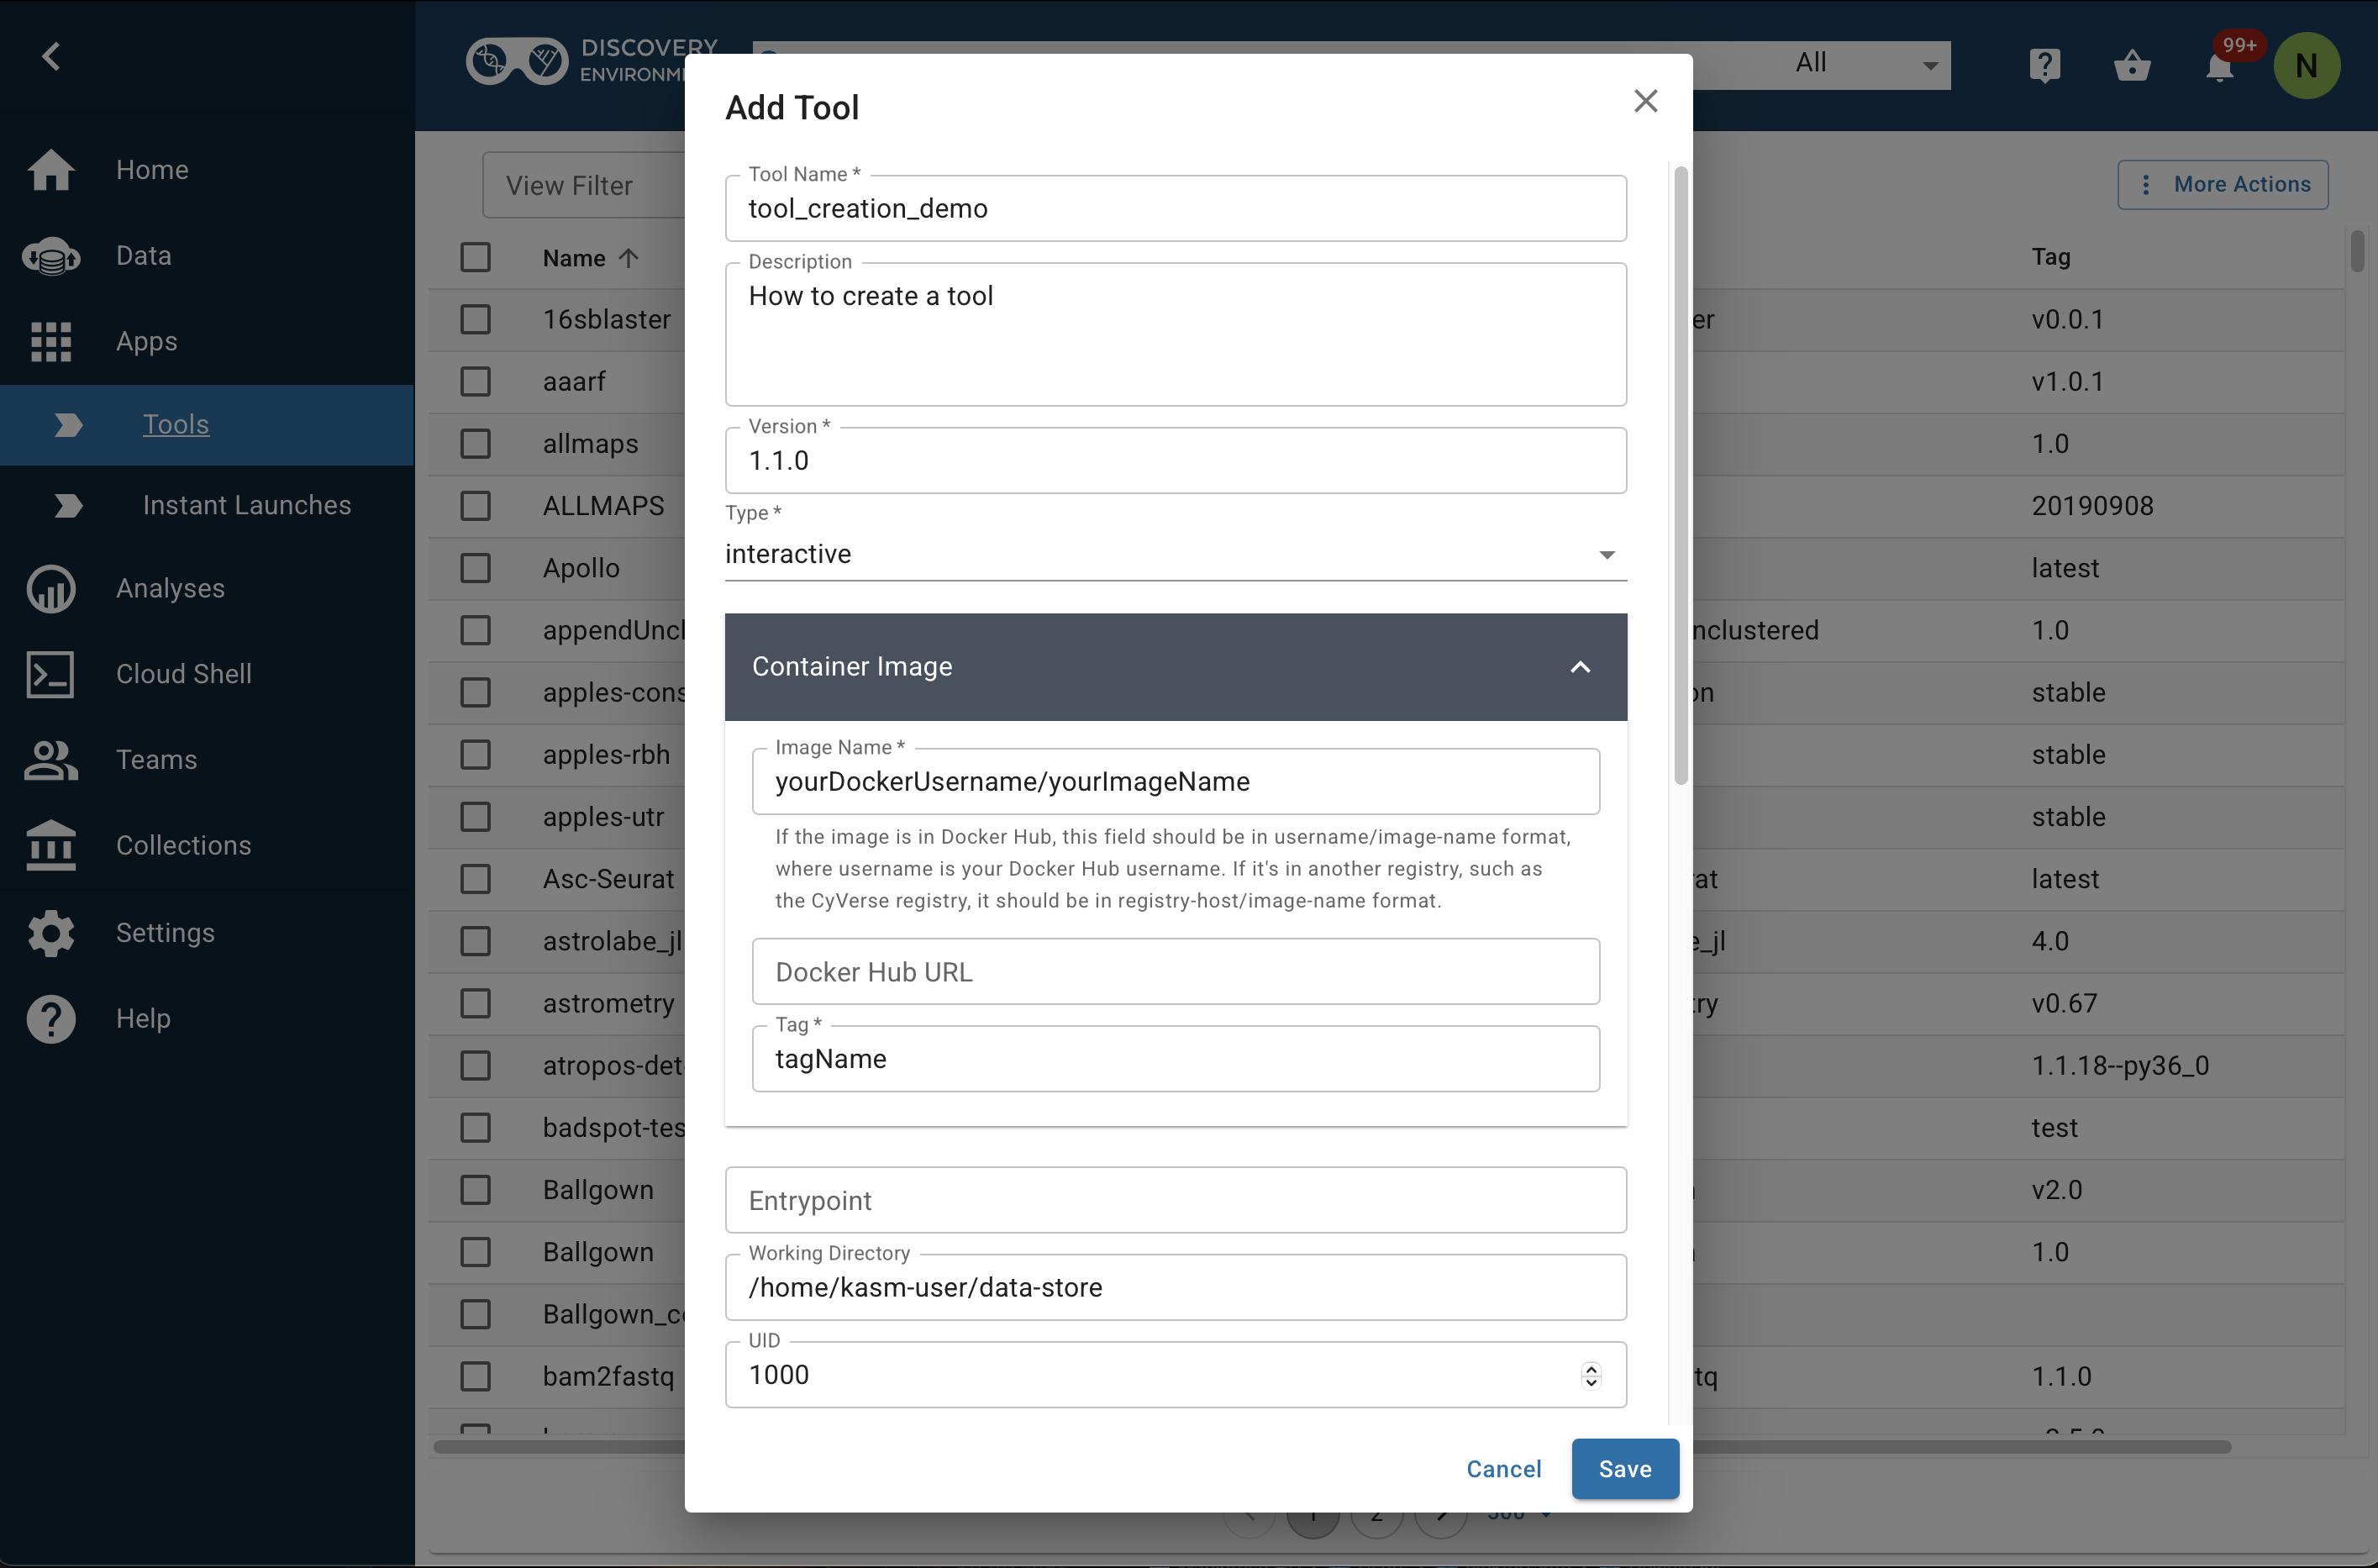 DISCOVERY
All
99+
N
Home
Data
Apps
Tools
Instant Launches
Analyses
Cloud Shell
Teams
Collections
Settings
Help
View Filter
More Actions
Name
Tag
16sblaster
er
v0.0.1
aaarf
v1.0.1
allmaps
1.0
ALLMAPS
20190908
Apollo
latest
appendUncl
nclustered
1.0
apples-cons
on
stable
apples-rbh
stable
apples-utr
stable
Asc-Seurat
rat
latest
astrolabe_jl
e_jl
4.0
astrometry
try
v0.67
atropos-det
1.1.18--py36_0
badspot-tes
test
Ballgown
v2.0
Ballgown
1.0
Ballgown_c
bam2fastq
tq
1.1.0
Add Tool
Tool Name *
tool_creation_demo
Description
How to create a tool
Version *
1.1.0
Type *
interactive
Container Image
Image Name *
yourDockerUsername/yourImageName
If the image is in Docker Hub, this field should be in username/image-name format,
where username is your Docker Hub username. If it's in another registry, such as
the CyVerse registry, it should be in registry-host/image-name format.
Docker Hub URL
Tag *
tagName
Entrypoint
Working Directory
/home/kasm-user/data-store
UID
1000
Cancel
Save